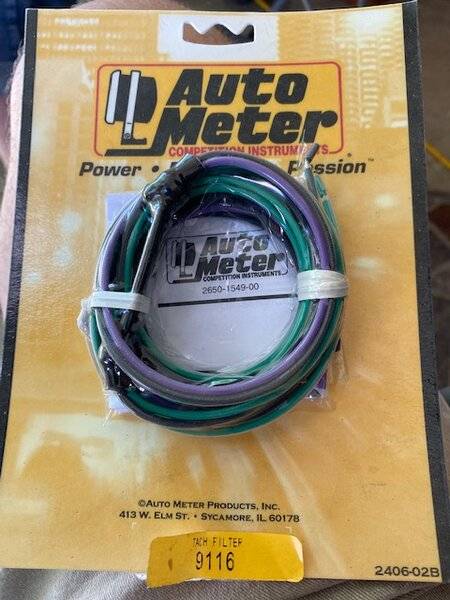 Auto
Meter
COMPETITION INSTRUMENTS
Power • Passion™
Auto
Meter
COMPETITION INSTRUMENTS
2650-1549-00
©AUTO METER PRODUCTS, INC.
413 W. ELM ST. • SYCAMORE, IL 60178
TACH FILTER
9116
2406-02B